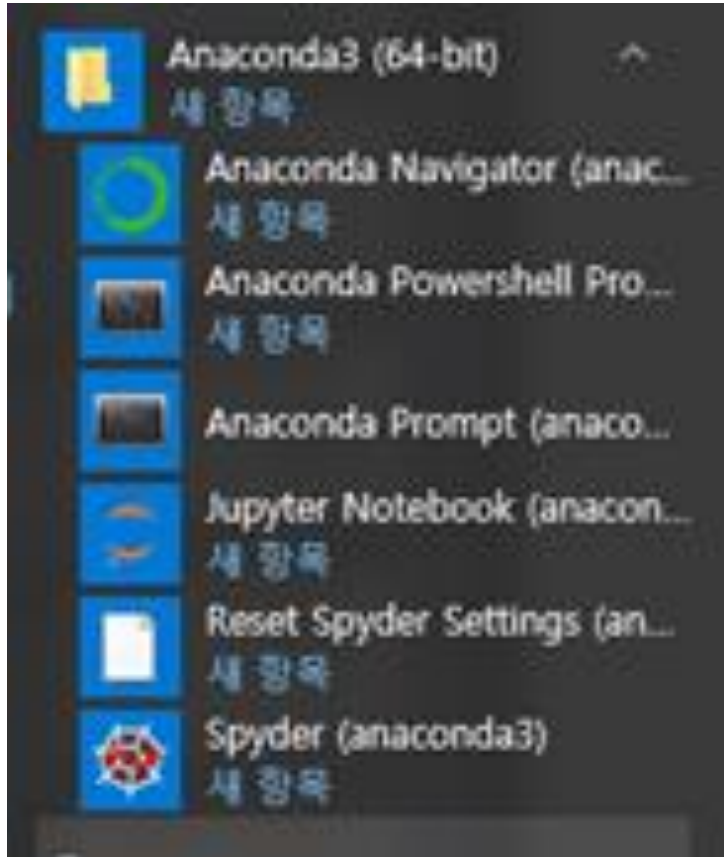 Anaconda3 (64-bit)
새 항목
Anaconda Navigator (anac...
새 항목
Anaconda Powershell Pro...
새 항목
Anaconda Prompt (anaco...
Jupyter Notebook (anacon...
새 항목
Reset Spyder Settings (an...
새 항목
Spyder (anaconda3)
새 항목